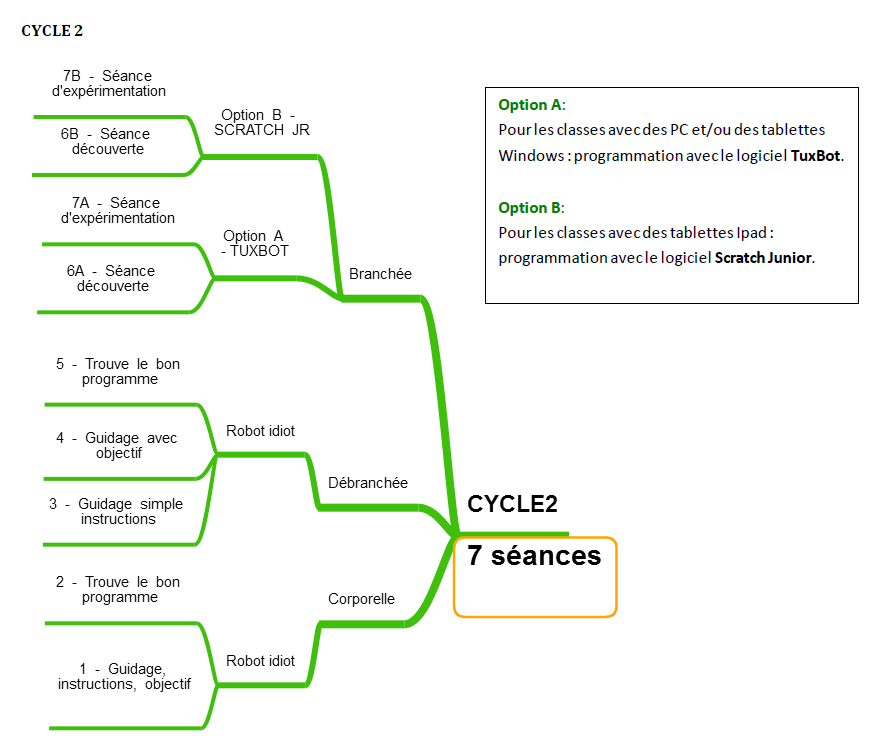 CYCLE 2
7B - Séance
d'expérimentation
6B - Séance
découverte
Option B -
SCRATCH JR
7A - Séance
d'expérimentation
6A - Séance
découverte
Option A
- TUXBOT
Branchée
Option A:
Pour les classes avec des PC et/ou des tablettes
Windows : programmation avec le logiciel TuxBot.
Option B:
Pour les classes avec des tablettes Ipad :
programmation avec le logiciel Scratch Junior.
5 - Trouve le bon
programme
4 - Guidage avec
objectif
3 - Guidage simple
instructions
Robot idiot
Débranchée
CYCLE2
7 séances
2 - Trouve le bon
programme
1 - Guidage,
instructions, objectif
Robot idiot
Corporelle